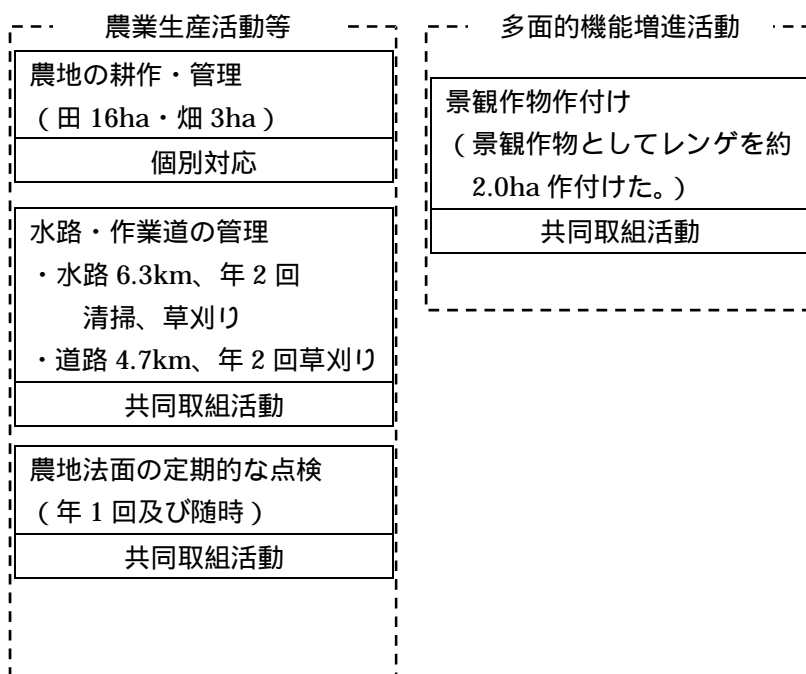 農業生産活動等
農地の耕作・管理
（田 16ha・畑 3ha）
個別対応
水路・作業道の管理
・水路 6.3km、年 2 回
清掃、草刈り
・道路 4.7km、年 2 回草刈り
共同取組活動
農地法面の定期的な点検
（年 1 回及び随時）
共同取組活動
多面的機能増進活動
景観作物作付け
（景観作物としてレンゲを約
2.0ha 作付けた。）
共同取組活動